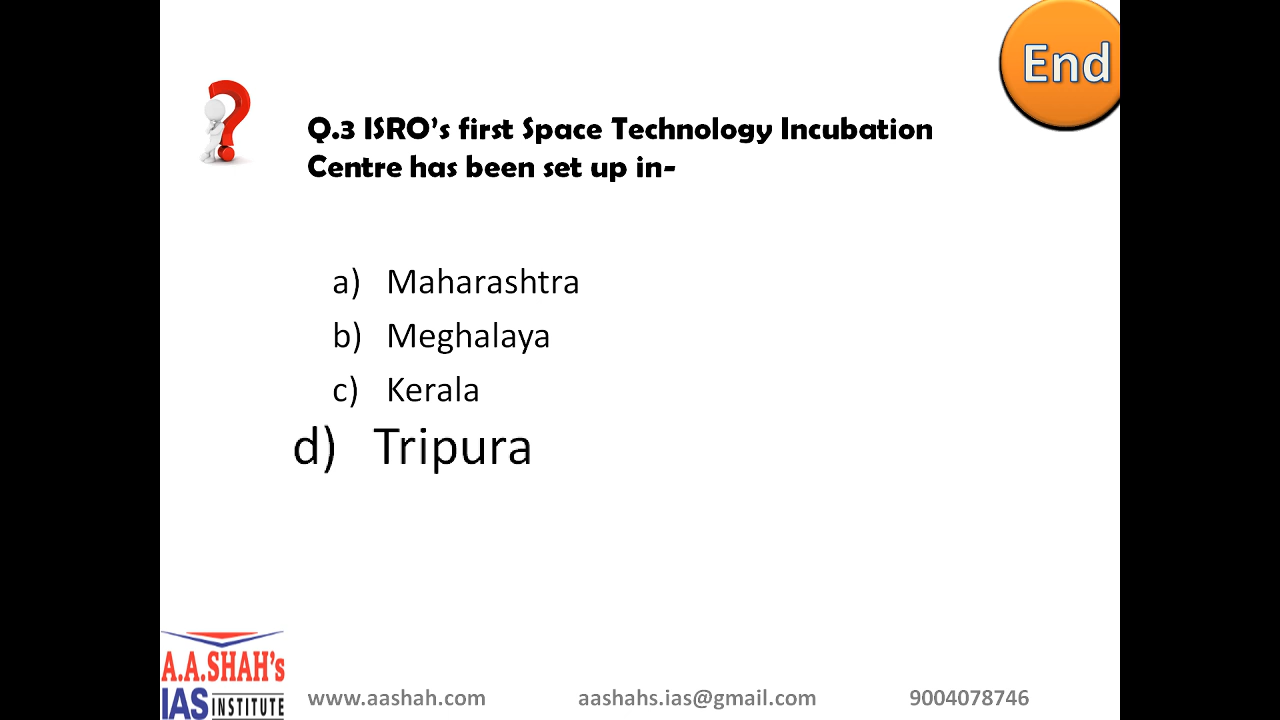 End
Q.3 ISRO's first Space Technology Incubation
Centre has been set up in-
a) Maharashtra
b) Meghalaya
c) Kerala
d) Tripura
A.A.SHAH's
IAS INSTITUTE
www.aashah.com aashahs.ias@gmail.com 9004078746